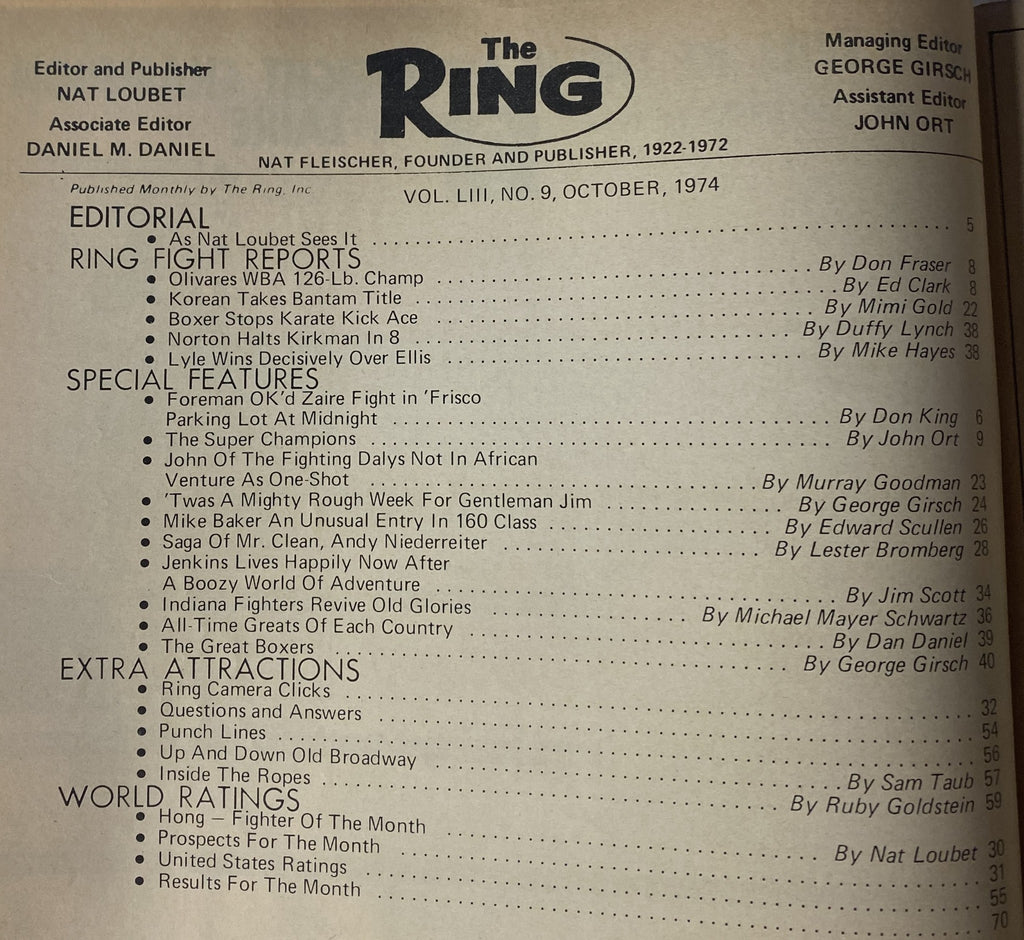 Editor and Publisher
NAT LOUBET
Associate Editor
DANIEL M. DANIEL
The
RING
Managing Editor
GEORGE GIRSCH
Assistant Editor
JOHN ORT
NAT FLEISCHER, FOUNDER AND PUBLISHER, 1922-1972
Published Monthly by The Ring, Inc
VOL. LIII, NO. 9, OCTOBER, 1974
EDITORIAL
• As Nat Loubet Sees It .......... 5
RING FIGHT REPORTS
• Olivares WBA 126-Lb. Champ .......... By Don Fraser 8
• Korean Takes Bantam Title .......... By Ed Clark 8
• Boxer Stops Karate Kick Ace .......... By Mimi Gold 22
• Norton Halts Kirkman In 8 .......... By Duffy Lynch 38
• Lyle Wins Decisively Over Ellis .......... By Mike Hayes 38
SPECIAL FEATURES
• Foreman OK'd Zaire Fight in 'Frisco
Parking Lot At Midnight .......... By Don King 6
• The Super Champions .......... By John Ort 9
• John Of The Fighting Dalys Not In African
Venture As One-Shot .......... By Murray Goodman 23
• 'Twas A Mighty Rough Week For Gentleman Jim .......... By George Girsch 24
• Mike Baker An Unusual Entry In 160 Class .......... By Edward Scullen 26
• Saga Of Mr. Clean, Andy Niederreiter .......... By Lester Bromberg 28
• Jenkins Lives Happily Now After
A Boozy World Of Adventure .......... By Jim Scott 34
• Indiana Fighters Revive Old Glories .......... By Michael Mayer Schwartz 36
• All-Time Greats Of Each Country .......... By Dan Daniel 39
• The Great Boxers .......... By George Girsch 40
EXTRA ATTRACTIONS
• Ring Camera Clicks .......... 32
• Questions and Answers .......... 54
• Punch Lines .......... 56
• Up And Down Old Broadway .......... By Sam Taub 57
• Inside The Ropes .......... By Ruby Goldstein 59
WORLD RATINGS
• Hong – Fighter Of The Month .......... By Nat Loubet 30
• Prospects For The Month .......... 31
• United States Ratings .......... 55
• Results For The Month .......... 70